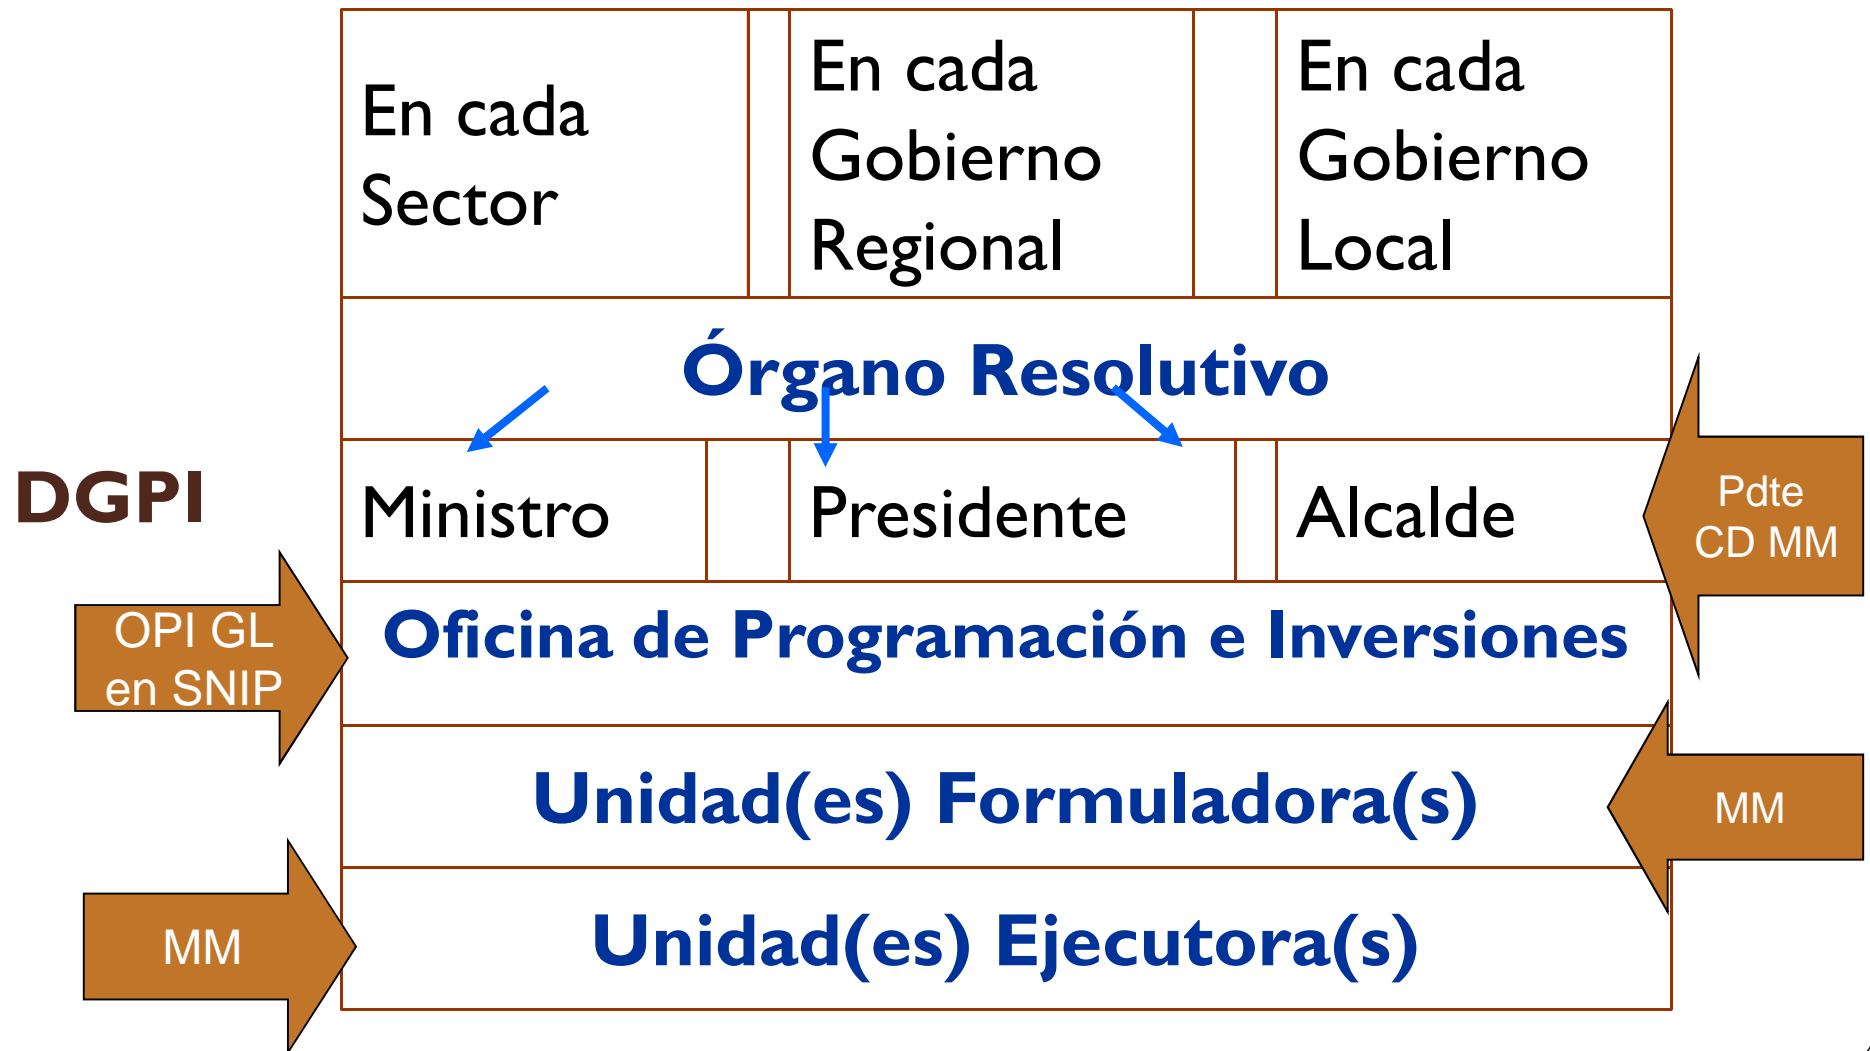 En cada
Sector
En cada
Gobierno
Regional
En cada
Gobierno
Local
Órgano Resolutivo
DGPI
Ministro
Presidente
Alcalde
Pdte
CD MM
OPI GL
en SNIP
Oficina de Programación e Inversiones
Unidad(es) Formuladora(s)
MM
MM
Unidad(es) Ejecutora(s)